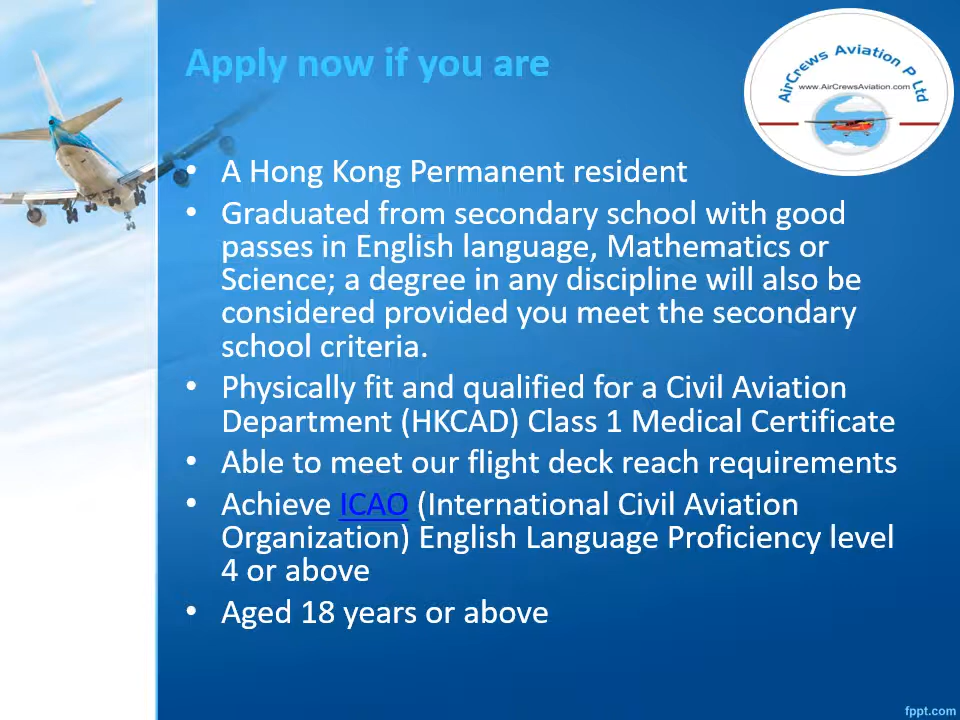 Apply now if you are
AirCrews Aviation P Ltd
www.AirCrewsAviation.com
• A Hong Kong Permanent resident
• Graduated from secondary school with good
passes in English language, Mathematics or
Science; a degree in any discipline will also be
considered provided you meet the secondary
school criteria.
• Physically fit and qualified for a Civil Aviation
Department (HKCAD) Class 1 Medical Certificate
• Able to meet our flight deck reach requirements
• Achieve ICAO (International Civil Aviation
Organization) English Language Proficiency level
4 or above
• Aged 18 years or above
fppt.com